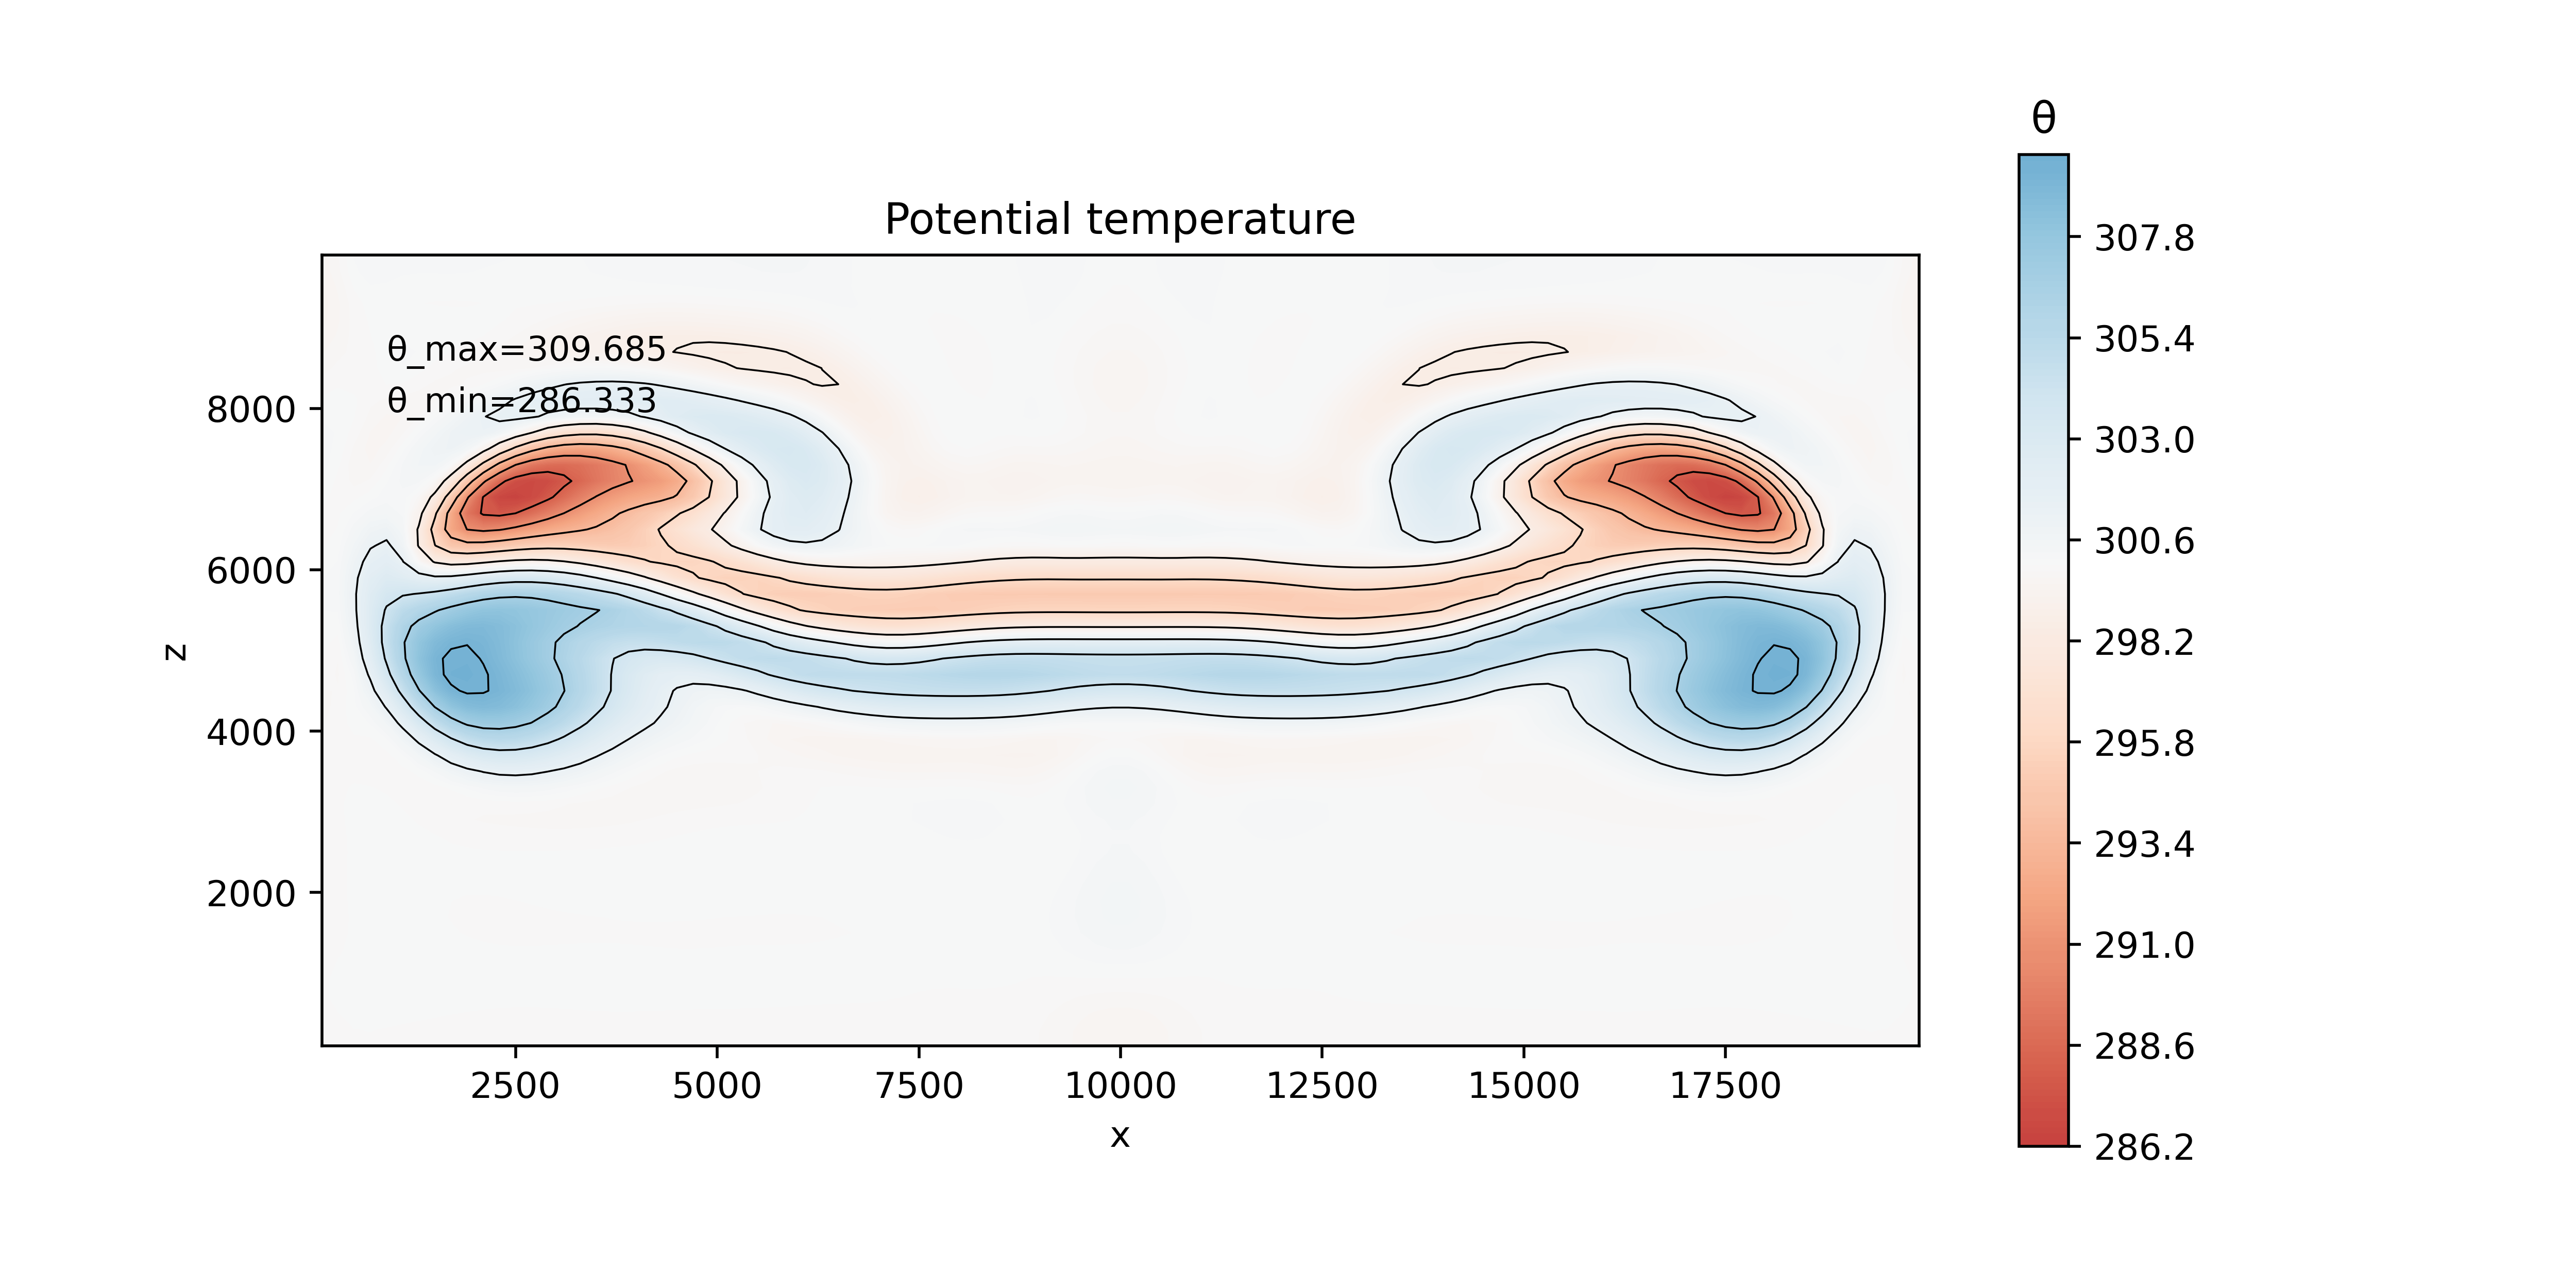 θ
Potential temperature
θ_max=309.685
θ_min=286.333
8000
6000
4000
2000
z
2500 5000 7500 10000 12500 15000 17500
x
307.8
305.4
303.0
300.6
298.2
295.8
293.4
291.0
288.6
286.2